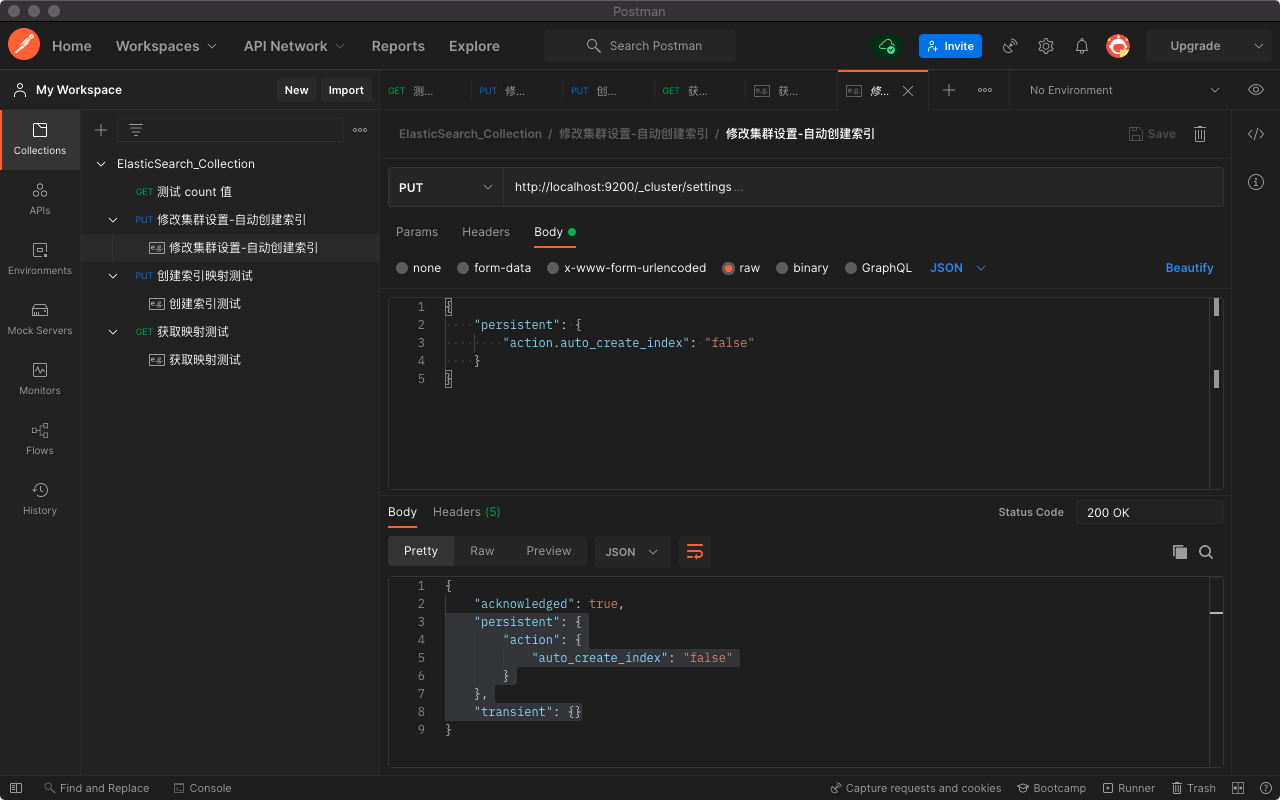 Postman
Home Workspaces API Network Reports Explore Search Postman Invite Upgrade
My Workspace New Import
GET 测... PUT 修... PUT 创... GET 获... e.g. 获... e.g. 修... No Environment
Collections
APIs
Environments
Mock Servers
Monitors
Flows
History
ElasticSearch_Collection
GET 测试 count 值
PUT 修改集群设置-自动创建索引
e.g. 修改集群设置-自动创建索引
PUT 创建索引映射测试
e.g. 创建索引测试
GET 获取映射测试
e.g. 获取映射测试
ElasticSearch_Collection / 修改集群设置-自动创建索引 / 修改集群设置-自动创建索引 Save
PUT http://localhost:9200/_cluster/settings ...
Params Headers Body
none form-data x-www-form-urlencoded raw binary GraphQL JSON Beautify
1 {
2 "persistent": {
3 "action.auto_create_index": "false"
4 }
5 }
Body Headers (5) Status Code 200 OK
Pretty Raw Preview JSON
1 {
2 "acknowledged": true,
3 "persistent": {
4 "action": {
5 "auto_create_index": "false"
6 }
7 },
8 "transient": {}
9 }
Find and Replace Console Capture requests and cookies Bootcamp Runner Trash